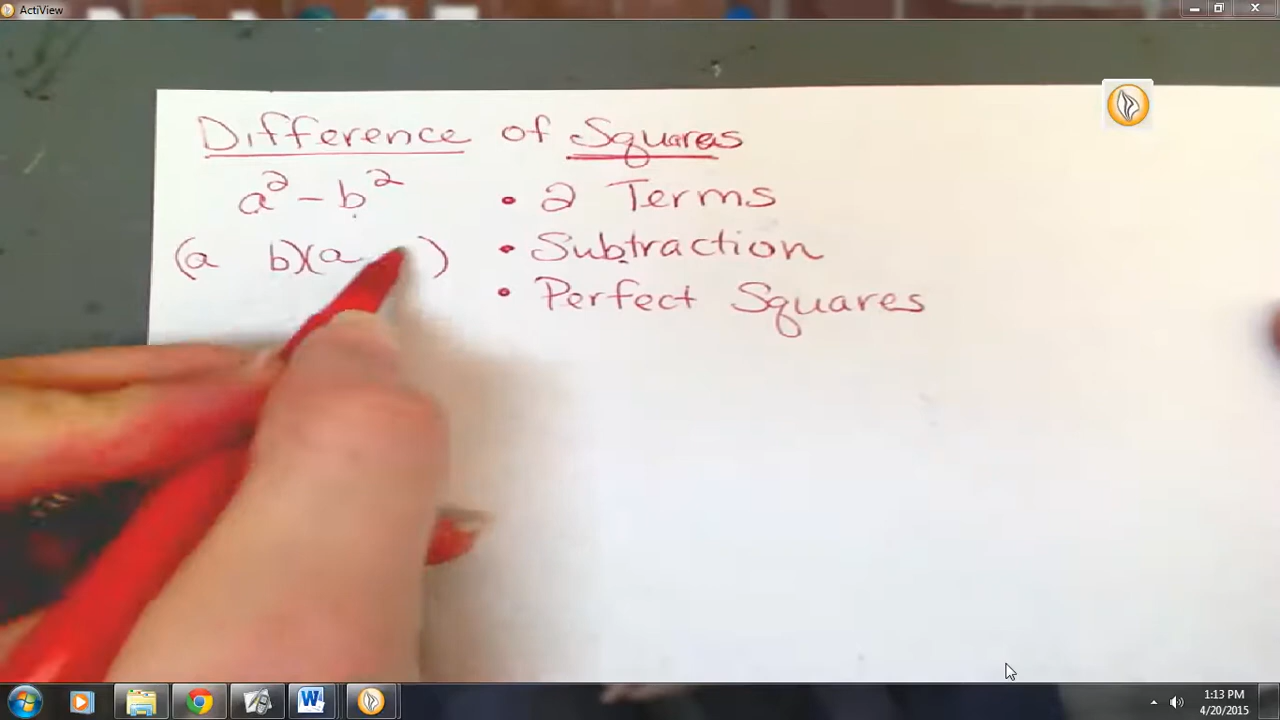 ActiView
Difference of Squares
a² - b²
• 2 Terms
(a b)(a )
• Subtraction
• Perfect Squares
1:13 PM
4/20/2015